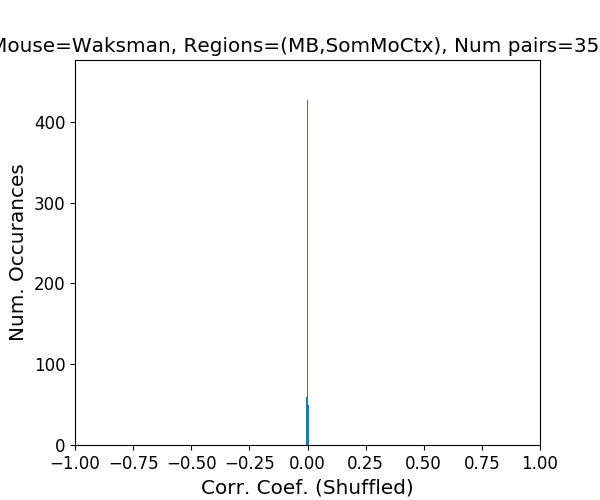 Mouse=Waksman, Regions=(MB,SomMoCtx), Num pairs=35
400
300
200
100
0
Num. Occurances
−1.00 −0.75 −0.50 −0.25 0.00 0.25 0.50 0.75 1.00
Corr. Coef. (Shuffled)